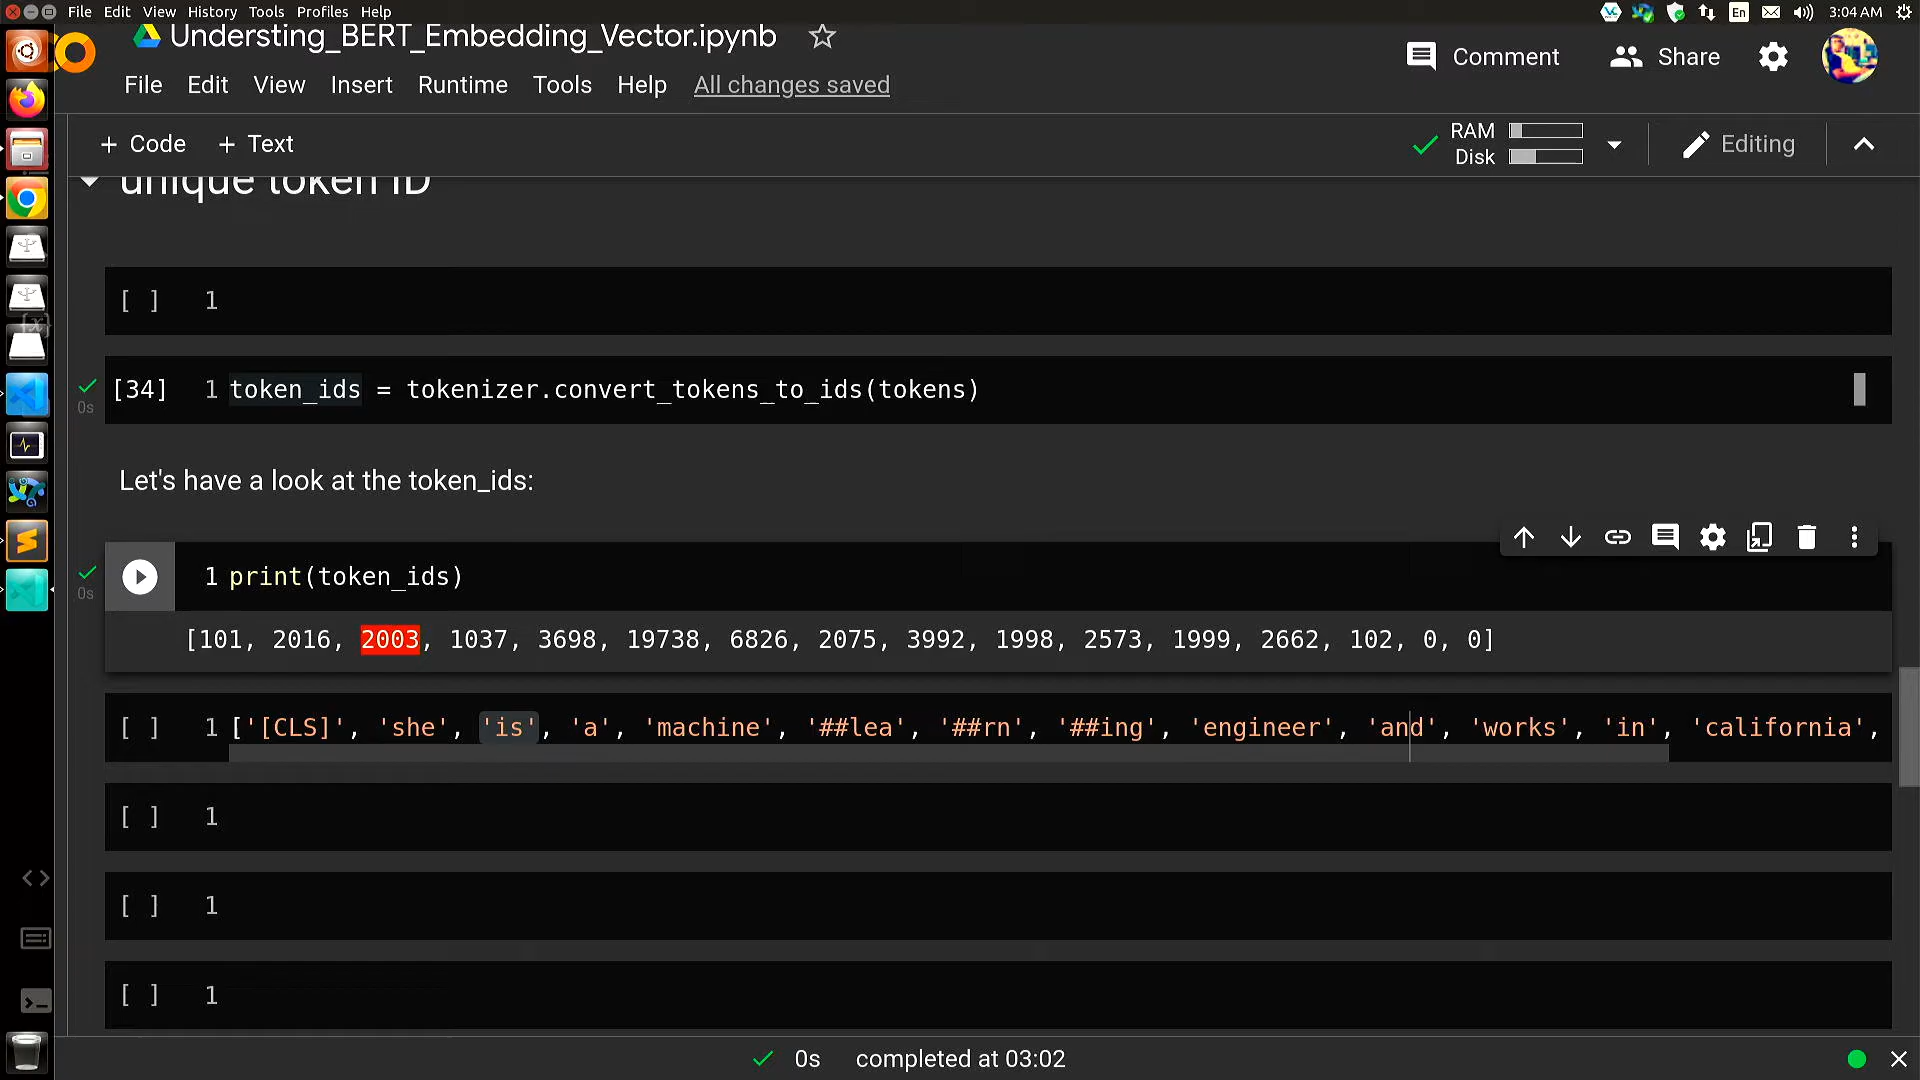 File Edit View History Tools Profiles Help
En 3:04 AM
Understing_BERT_Embedding_Vector.ipynb
Comment Share
File Edit View Insert Runtime Tools Help All changes saved
+ Code + Text
RAM
Disk
Editing
unique token ID
[ ] 1
[34] 1 token_ids = tokenizer.convert_tokens_to_ids(tokens)
0s
Let's have a look at the token_ids:
1 print(token_ids)
0s
[101, 2016, 2003, 1037, 3698, 19738, 6826, 2075, 3992, 1998, 2573, 1999, 2662, 102, 0, 0]
[ ] 1 ['[CLS]', 'she', 'is', 'a', 'machine', '##lea', '##rn', '##ing', 'engineer', 'and', 'works', 'in', 'california',
[ ] 1
[ ] 1
[ ] 1
0s completed at 03:02